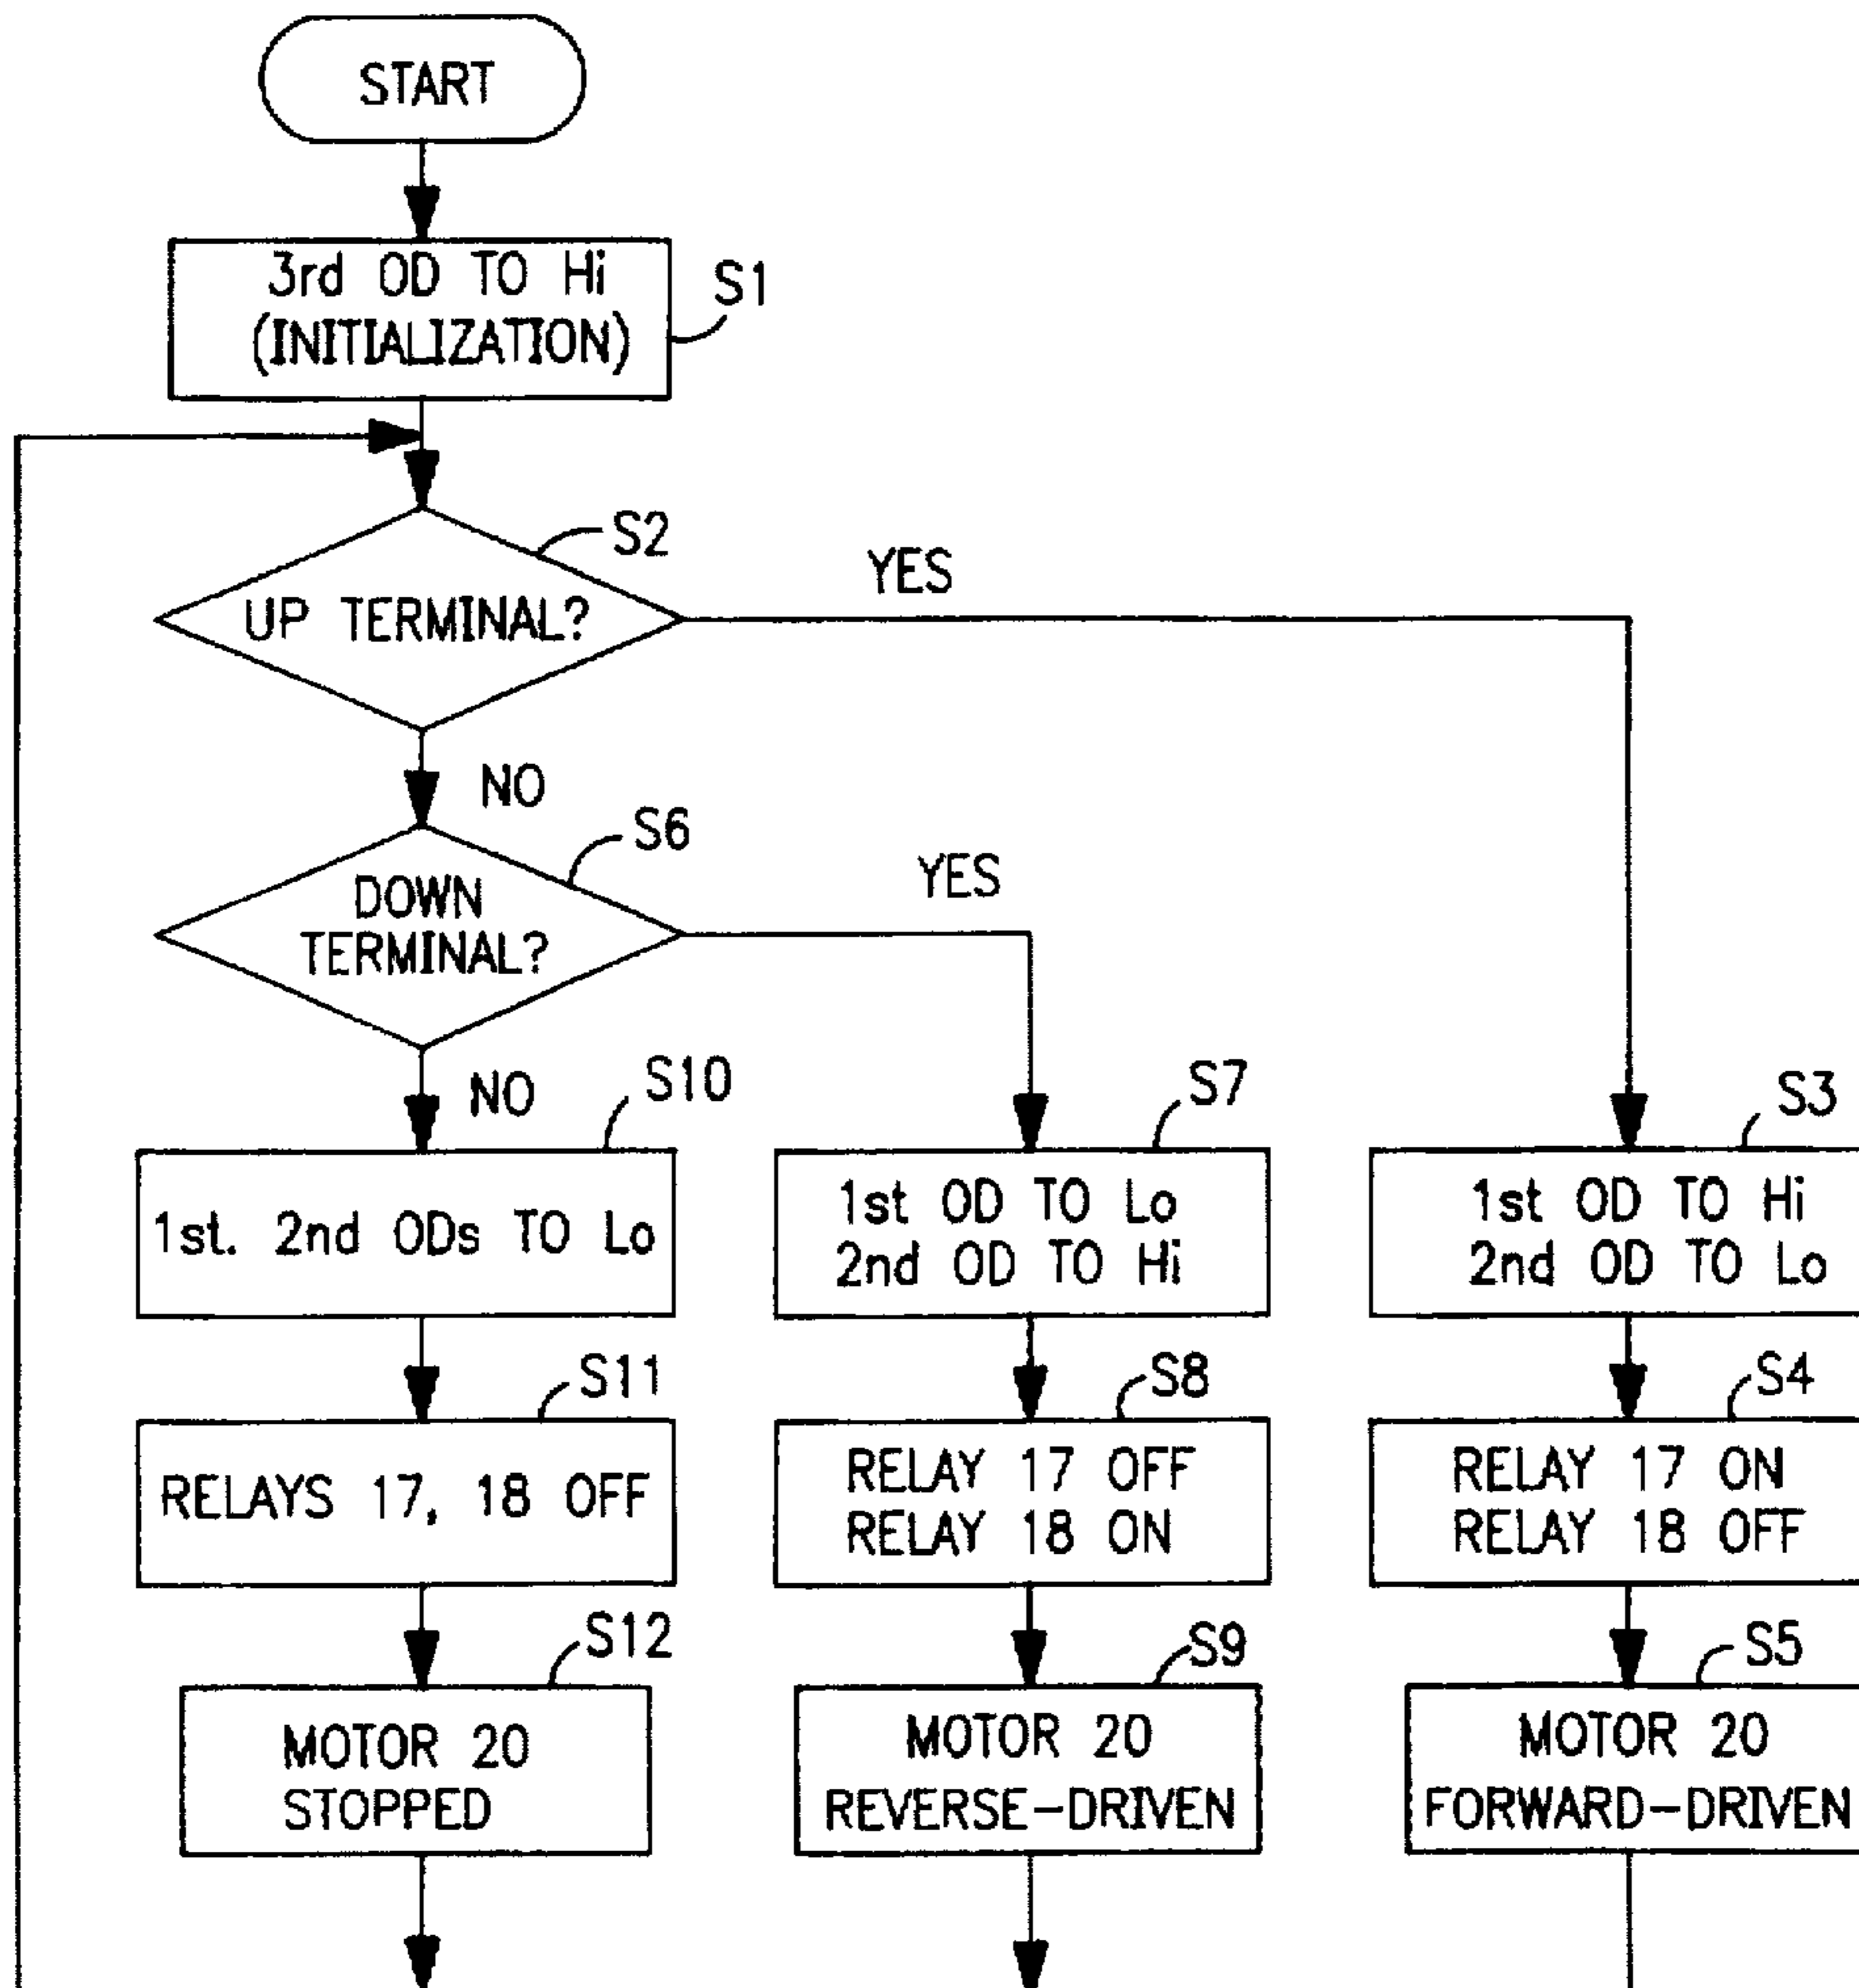 START
3rd OD TO Hi
(INITIALIZATION)
S1
S2
YES
UP TERMINAL?
NO
S6
YES
DOWN
TERMINAL?
NO
S10
S7
S3
1st. 2nd ODs TO Lo
1st OD TO Lo
2nd OD TO Hi
1st OD TO Hi
2nd OD TO Lo
S11
S8
S4
RELAYS 17, 18 OFF
RELAY 17 OFF
RELAY 18 ON
RELAY 17 ON
RELAY 18 OFF
S12
S9
S5
MOTOR 20
STOPPED
MOTOR 20
REVERSE-DRIVEN
MOTOR 20
FORWARD-DRIVEN